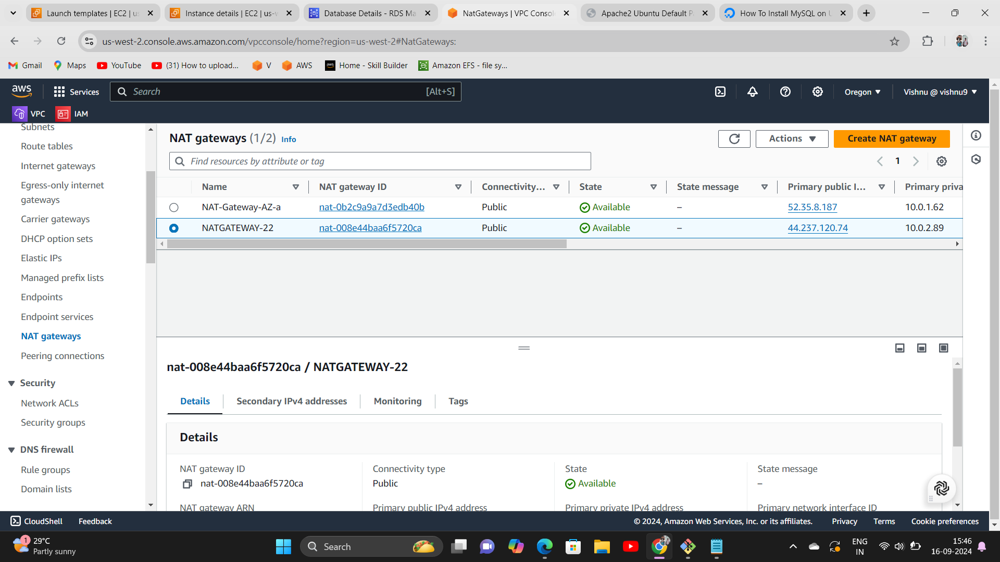 Launch templates | EC2 | us
Instance details | EC2 | us-w
Database Details - RDS Ma
NatGateways | VPC Consol
Apache2 Ubuntu Default P
How To Install MySQL on U
us-west-2.console.aws.amazon.com/vpcconsole/home?region=us-west-2#NatGateways:
Gmail
Maps
YouTube
(31) How to upload...
V
AWS
Home - Skill Builder
Amazon EFS - file sy...
aws
Services
Search
[Alt+S]
Oregon
Vishnu @ vishnu9
VPC
IAM
Subnets
Route tables
Internet gateways
Egress-only internet
gateways
Carrier gateways
DHCP option sets
Elastic IPs
Managed prefix lists
Endpoints
Endpoint services
NAT gateways
Peering connections
Security
Network ACLs
Security groups
DNS firewall
Rule groups
Domain lists
NAT gateways (1/2) Info
Actions
Create NAT gateway
Find resources by attribute or tag
1
Name
NAT gateway ID
Connectivity...
State
State message
Primary public I...
Primary priva
NAT-Gateway-AZ-a
nat-0b2c9a9a7d3edb40b
Public
Available
–
52.35.8.187
10.0.1.62
NATGATEWAY-22
nat-008e44baa6f5720ca
Public
Available
–
44.237.120.74
10.0.2.89
nat-008e44baa6f5720ca / NATGATEWAY-22
Details
Secondary IPv4 addresses
Monitoring
Tags
Details
NAT gateway ID
nat-008e44baa6f5720ca
Connectivity type
Public
State
Available
State message
–
NAT gateway ARN
Primary public IPv4 address
Primary private IPv4 address
Primary network interface ID
CloudShell
Feedback
© 2024, Amazon Web Services, Inc. or its affiliates.
Privacy
Terms
Cookie preferences
1
29°C
Partly sunny
Search
ENG
IN
15:46
16-09-2024